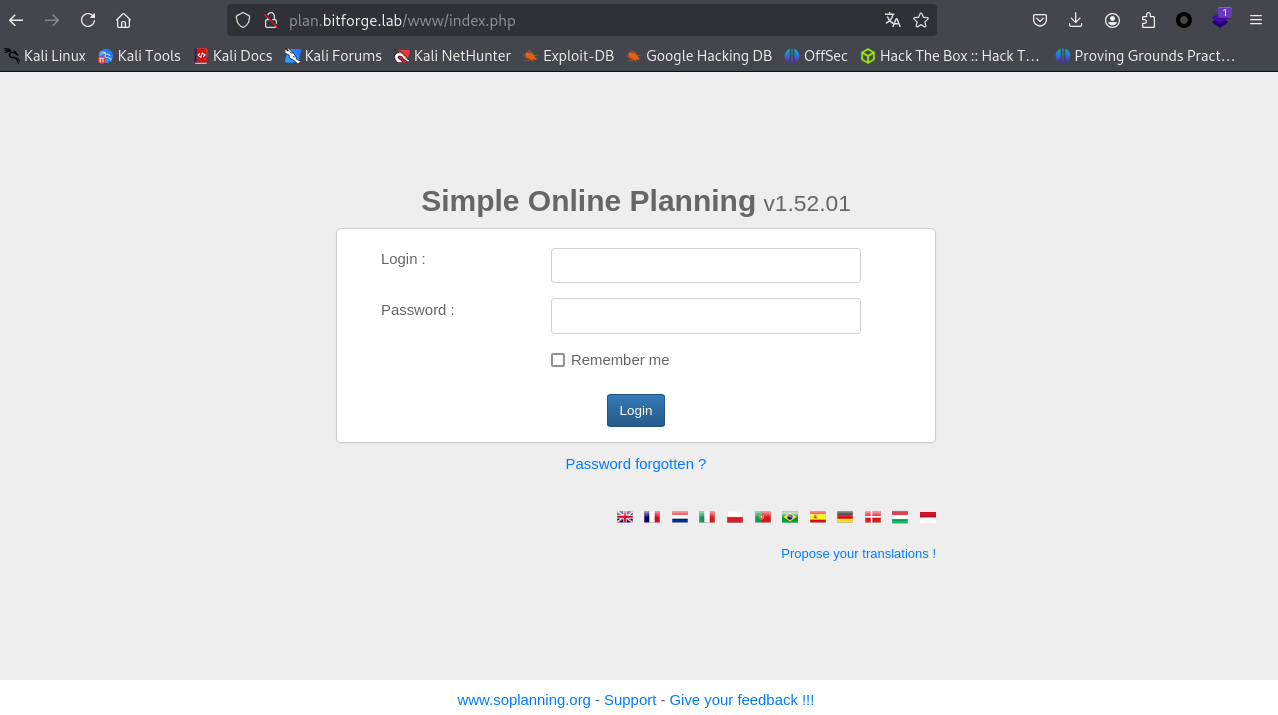 plan.bitforge.lab/www/index.php
1
Kali Linux Kali Tools Kali Docs Kali Forums Kali NetHunter Exploit-DB Google Hacking DB OffSec Hack The Box :: Hack T… Proving Grounds Pract…
Simple Online Planning v1.52.01
Login :
Password :
Remember me
Login
Password forgotten ?
Propose your translations !
www.soplanning.org - Support - Give your feedback !!!